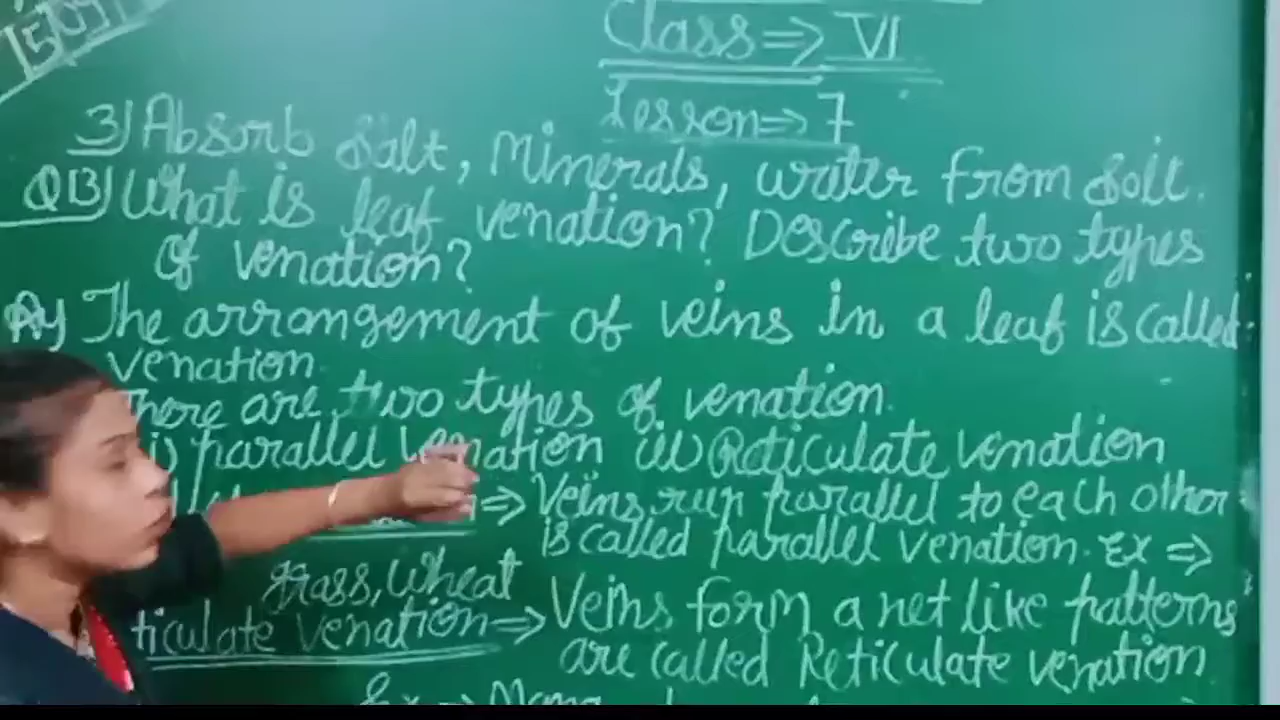 Class ⇒ VI
Lesson ⇒ 7
3) Absorb salt, minerals, water from soil.
Q13) What is leaf venation? Describe two types
of venation?
A) The arrangement of veins in a leaf is called
venation.
There are two types of venation.
i) parallel venation ii) Reticulate venation
⇒ Veins run parallel to each other
is called parallel venation. Ex ⇒
grass, wheat
ticulate venation ⇒ Veins form a net like patterns
are called Reticulate venation
Ex ⇒